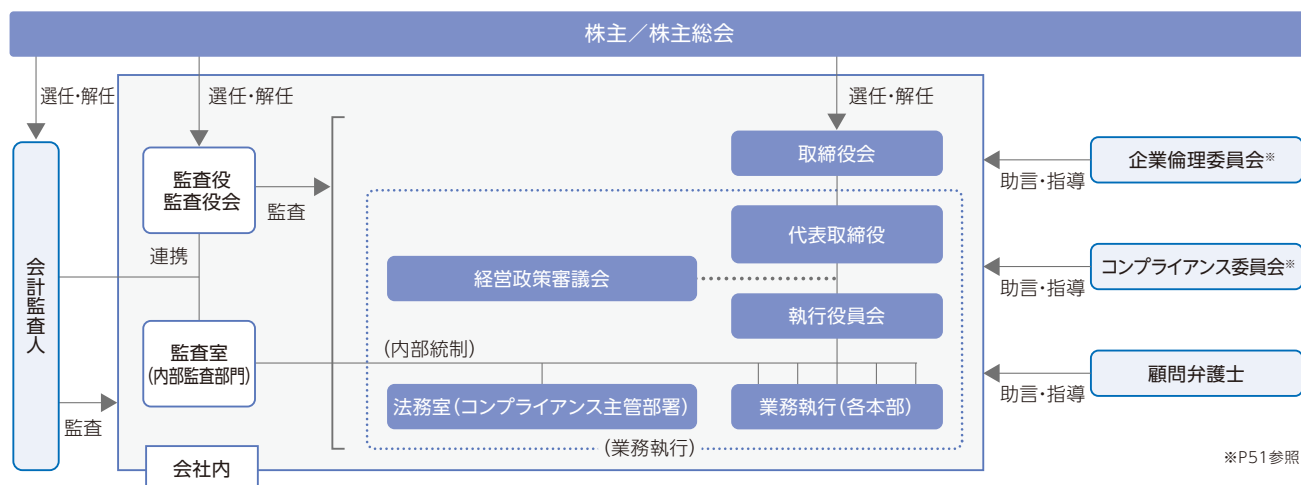 株主／株主総会
選任・解任
選任・解任
選任・解任
取締役会
企業倫理委員会※
助言・指導
監査役
監査役会
監査
代表取締役
連携
経営政策審議会
コンプライアンス委員会※
助言・指導
会計監査人
執行役員会
監査室
(内部監査部門)
(内部統制)
顧問弁護士
助言・指導
法務室(コンプライアンス主管部署)
業務執行(各本部)
監査
(業務執行)
会社内
※P51参照